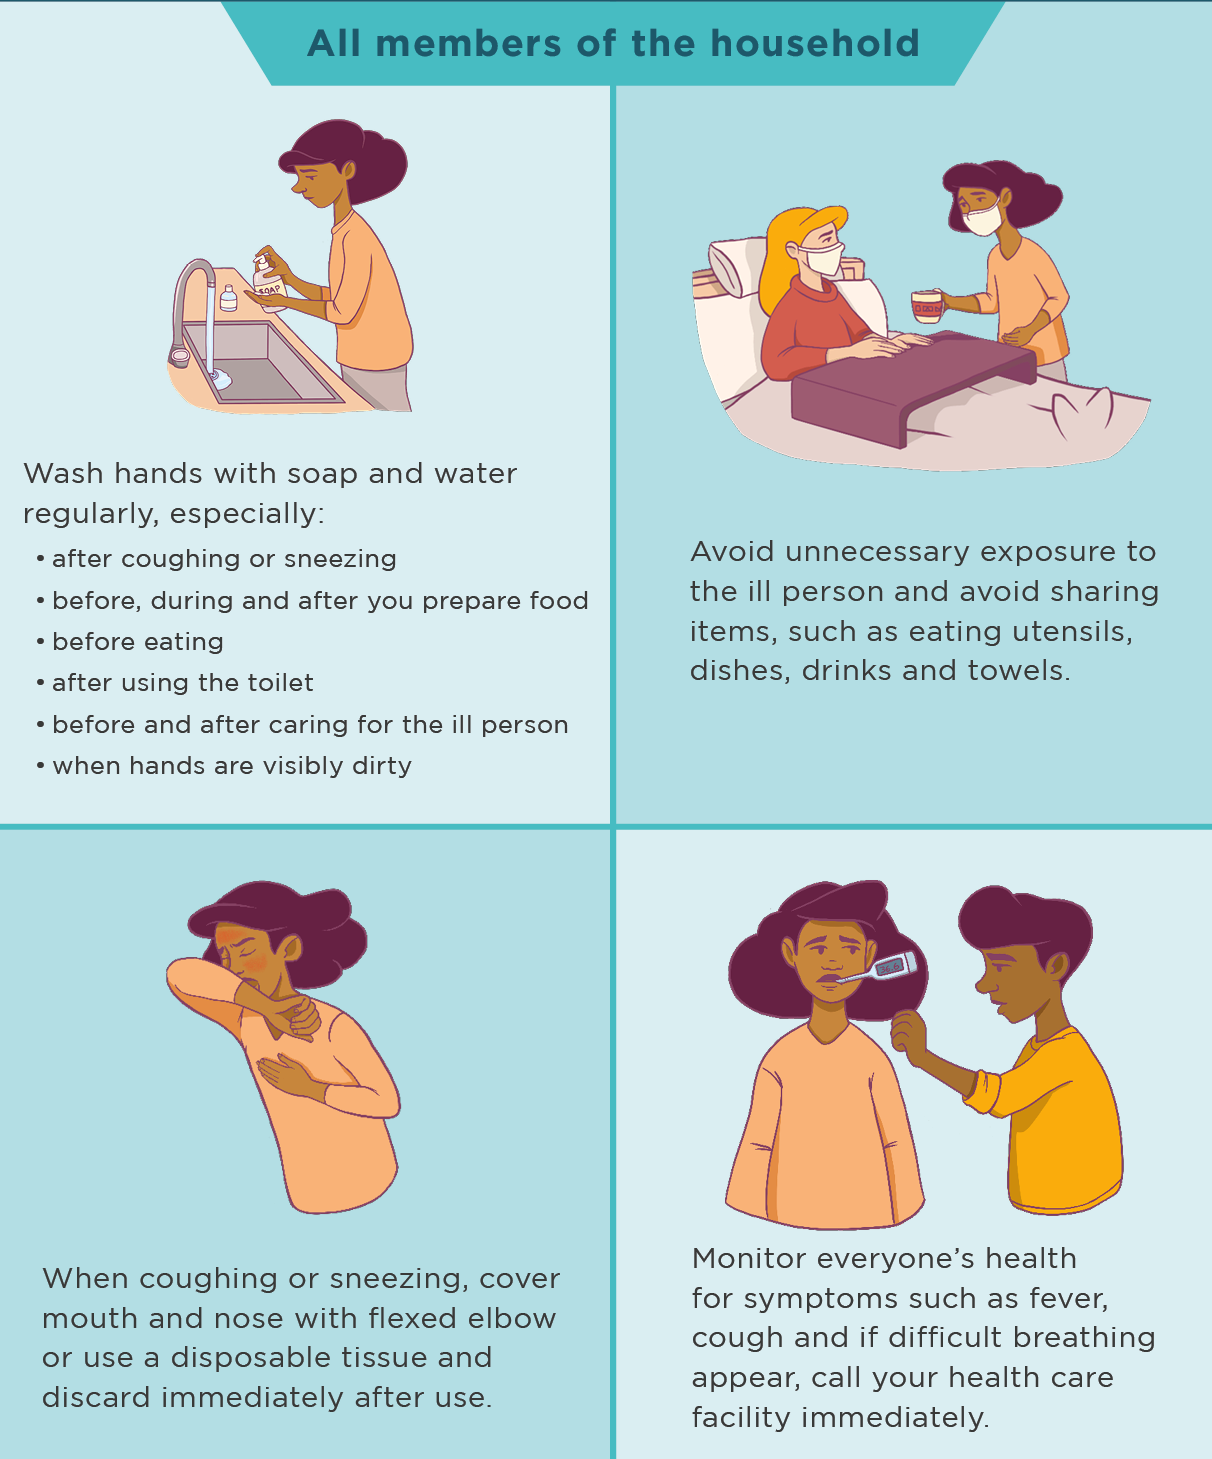 All members of the household
SOAP
Wash hands with soap and water
regularly, especially:
• after coughing or sneezing
• before, during and after you prepare food
• before eating
• after using the toilet
• before and after caring for the ill person
• when hands are visibly dirty
Avoid unnecessary exposure to
the ill person and avoid sharing
items, such as eating utensils,
dishes, drinks and towels.
When coughing or sneezing, cover
mouth and nose with flexed elbow
or use a disposable tissue and
discard immediately after use.
Monitor everyone’s health
for symptoms such as fever,
cough and if difficult breathing
appear, call your health care
facility immediately.